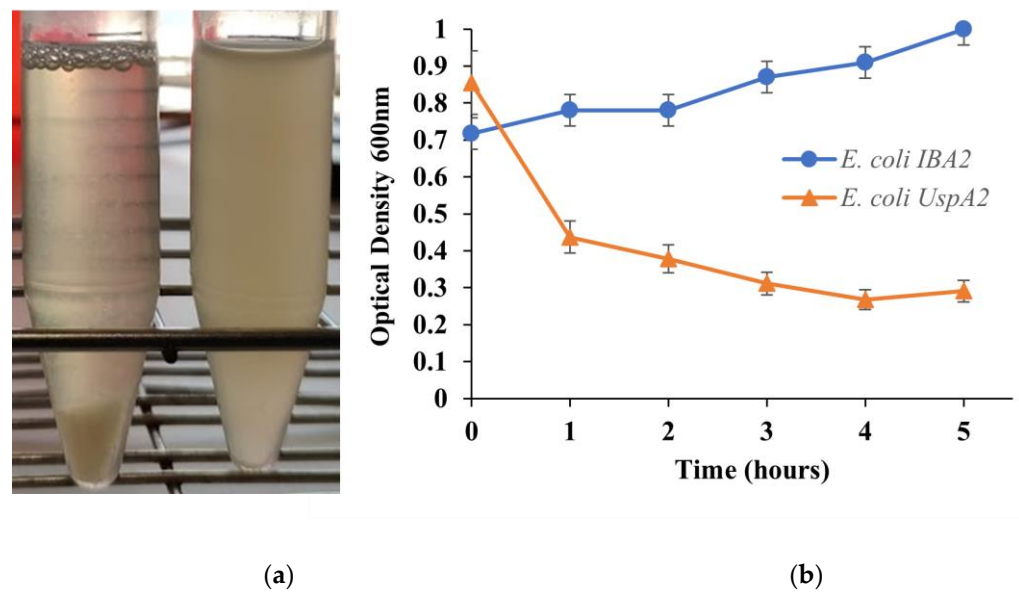 1
0.9
0.8
0.7
0.6
0.5
0.4
0.3
0.2
0.1
0
Optical Density 600nm
E. coli IBA2
E. coli UspA2
0 1 2 3 4 5
Time (hours)
(a) (b)